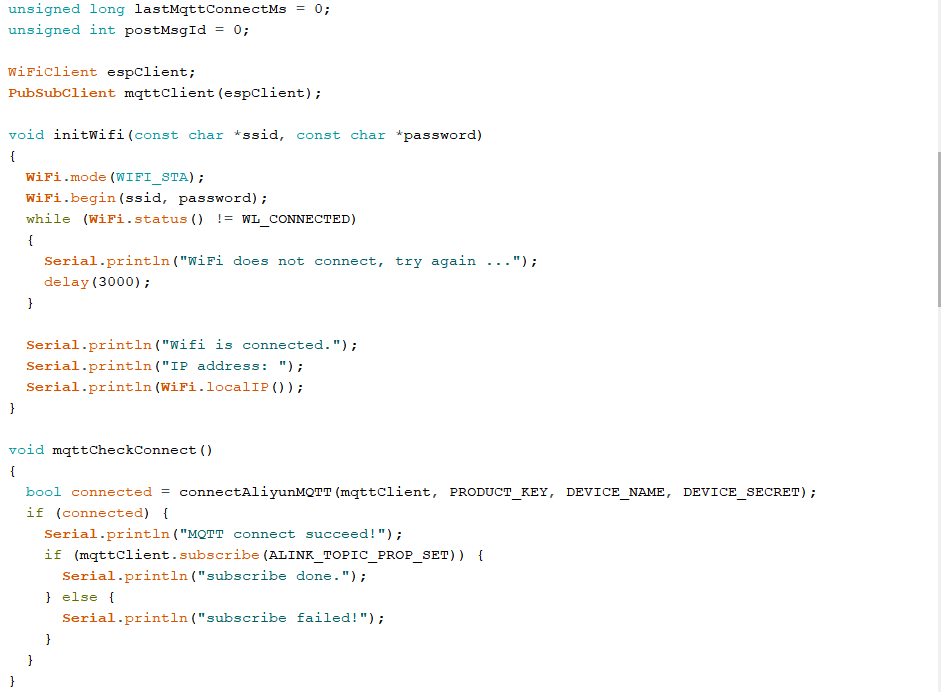 unsigned long lastMqttConnectMs = 0;
unsigned int postMsgId = 0;

WiFiClient espClient;
PubSubClient mqttClient(espClient);

void initWifi(const char *ssid, const char *password)
{
  WiFi.mode(WIFI_STA);
  WiFi.begin(ssid, password);
  while (WiFi.status() != WL_CONNECTED)
  {
    Serial.println("WiFi does not connect, try again ...");
    delay(3000);
  }

  Serial.println("Wifi is connected.");
  Serial.println("IP address: ");
  Serial.println(WiFi.localIP());
}

void mqttCheckConnect()
{
  bool connected = connectAliyunMQTT(mqttClient, PRODUCT_KEY, DEVICE_NAME, DEVICE_SECRET);
  if (connected) {
    Serial.println("MQTT connect succeed!");
    if (mqttClient.subscribe(ALINK_TOPIC_PROP_SET)) {
      Serial.println("subscribe done.");
    } else {
      Serial.println("subscribe failed!");
    }
  }
}